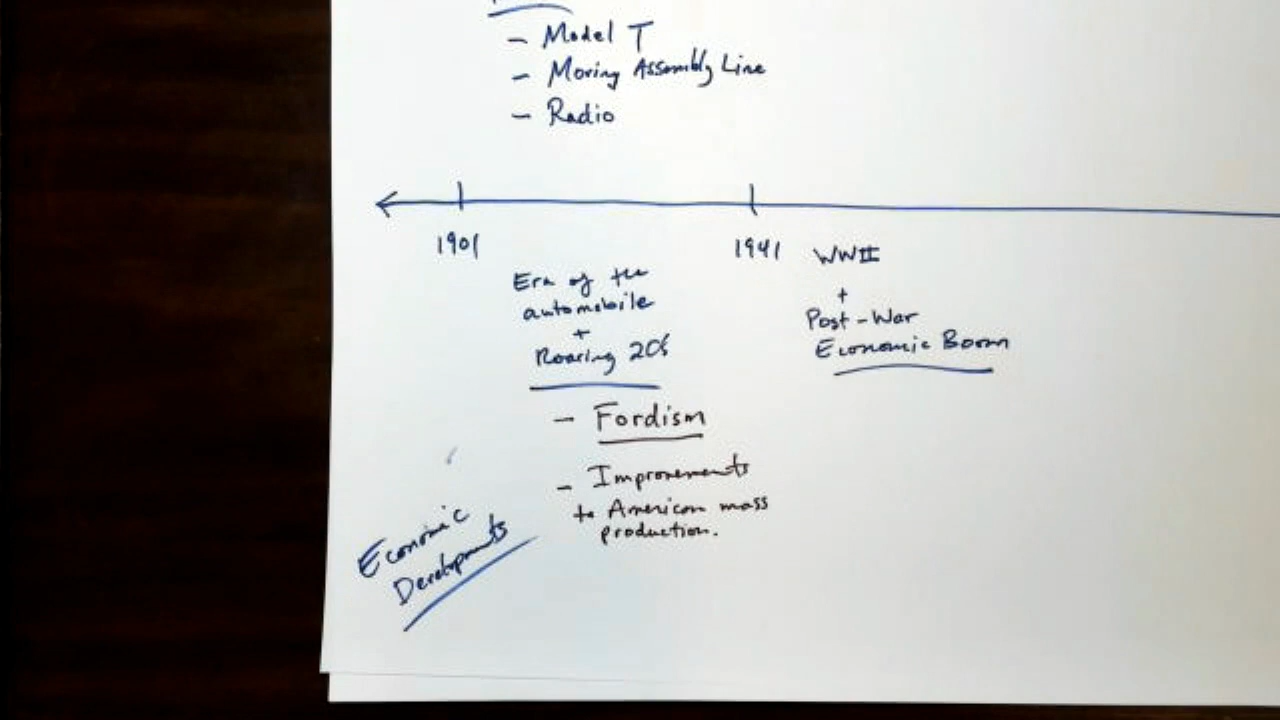 - Model T
- Moving Assembly Line
- Radio
1901
1941
Era of the
automobile
+
Roaring 20s
- Fordism
- Improvements
to American mass
production.
WWII
+
Post-War
Economic Boom
Economic
Developments